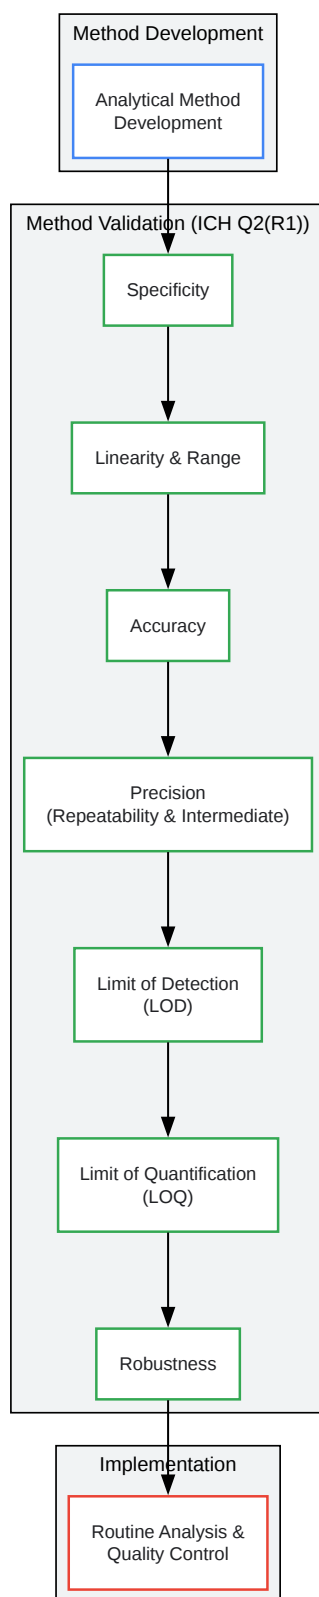 Method Development
Analytical Method
Development
Method Validation (ICH Q2(R1))
Specificity
Linearity & Range
Accuracy
Precision
(Repeatability & Intermediate)
Limit of Detection
(LOD)
Limit of Quantification
(LOQ)
Robustness
Implementation
Routine Analysis &
Quality Control